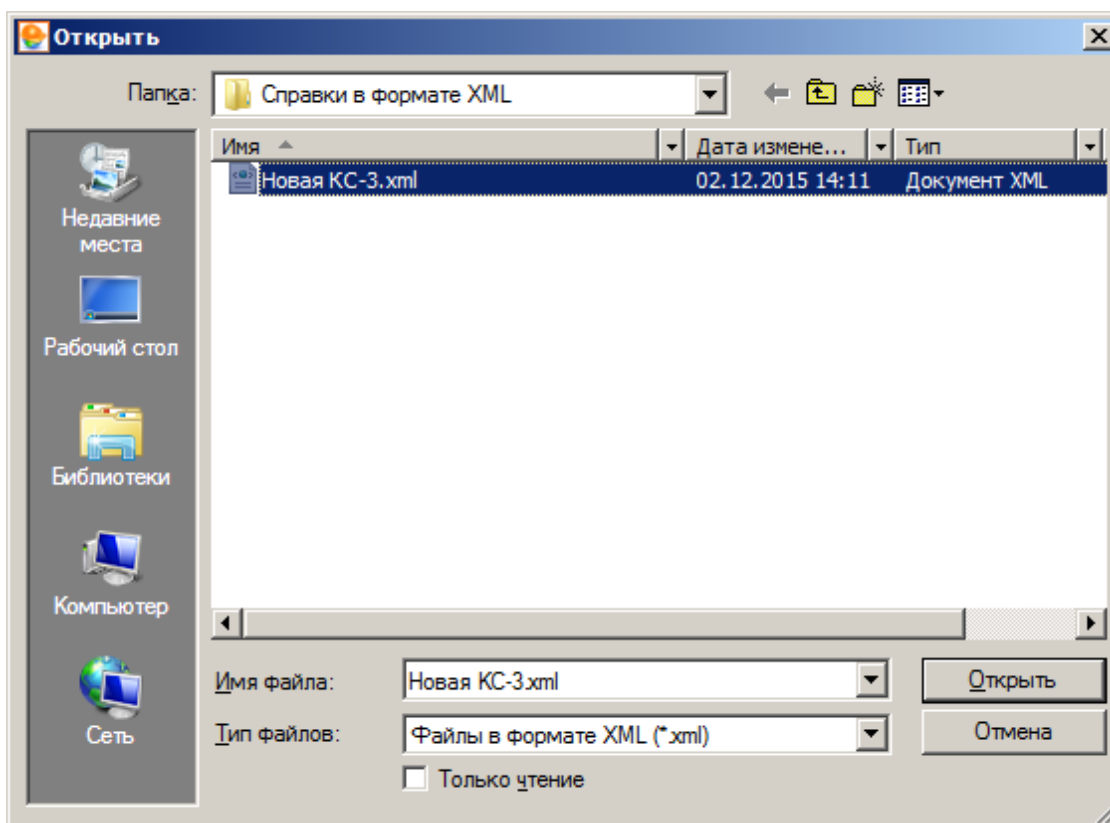 Открыть
Папка: Справки в формате XML
Имя Дата измене... Тип
Новая КС-3.xml 02.12.2015 14:11 Документ XML
Недавние
места
Рабочий стол
Библиотеки
Компьютер
Сеть
Имя файла: Новая КС-3.xml Открыть
Тип файлов: Файлы в формате XML (*.xml) Отмена
Только чтение